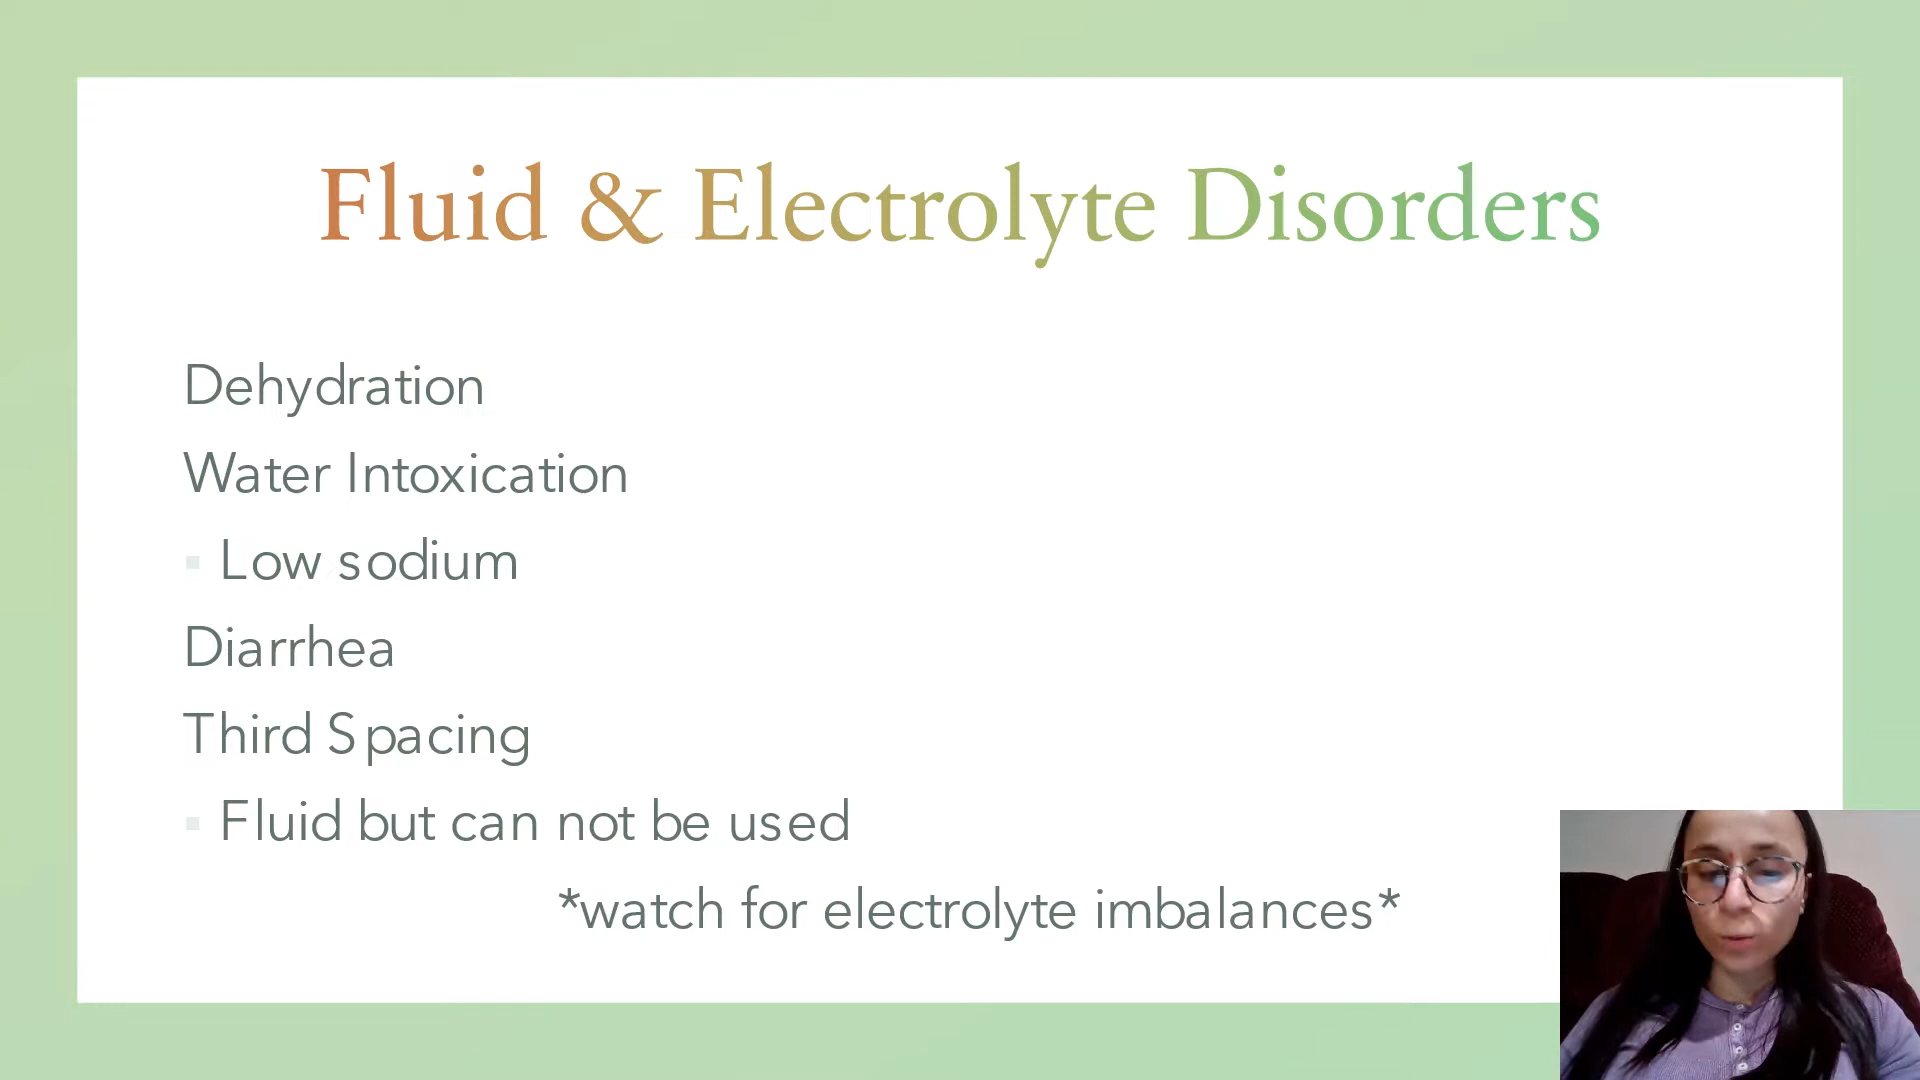 Fluid & Electrolyte Disorders
Dehydration
Water Intoxication
Low sodium
Diarrhea
Third Spacing
Fluid but can not be used
*watch for electrolyte imbalances*